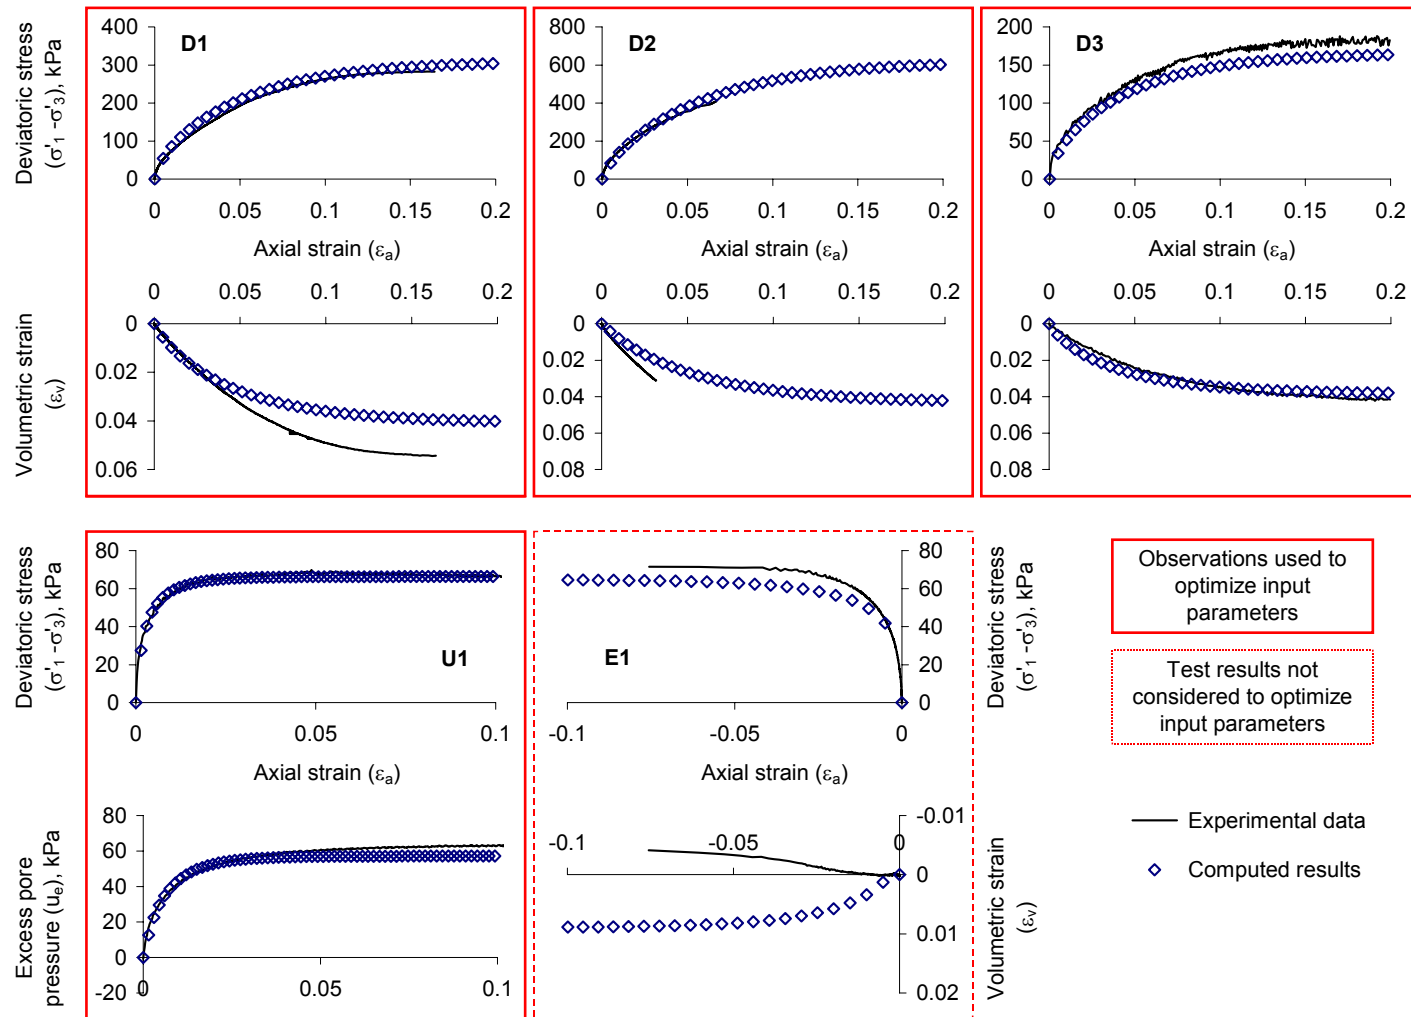 Deviatoric stress
(σ'1 -σ'3), kPa
D1
400
300
200
100
0
0 0.05 0.1 0.15 0.2
Axial strain (εa)
D2
800
600
400
200
0
0 0.05 0.1 0.15 0.2
Axial strain (εa)
D3
200
150
100
50
0
0 0.05 0.1 0.15 0.2
Axial strain (εa)
Volumetric strain
(εv)
0 0.05 0.1 0.15 0.2
0
0.02
0.04
0.06
0 0.05 0.1 0.15 0.2
0
0.02
0.04
0.06
0.08
0 0.05 0.1 0.15 0.2
0
0.02
0.04
0.06
0.08
Deviatoric stress
(σ'1 -σ'3), kPa
80
60
40
20
0
U1
0 0.05 0.1
Axial strain (εa)
E1
80
60
40
20
0
-0.1 -0.05 0
Axial strain (εa)
Deviatoric stress
(σ'1 -σ'3), kPa
Observations used to
optimize input
parameters
Test results not
considered to optimize
input parameters
Excess pore
pressure (ue), kPa
80
60
40
20
0
-20
0 0.05 0.1
-0.1 -0.05 0
-0.01
0
0.01
0.02
Volumetric strain
(εv)
Experimental data
Computed results